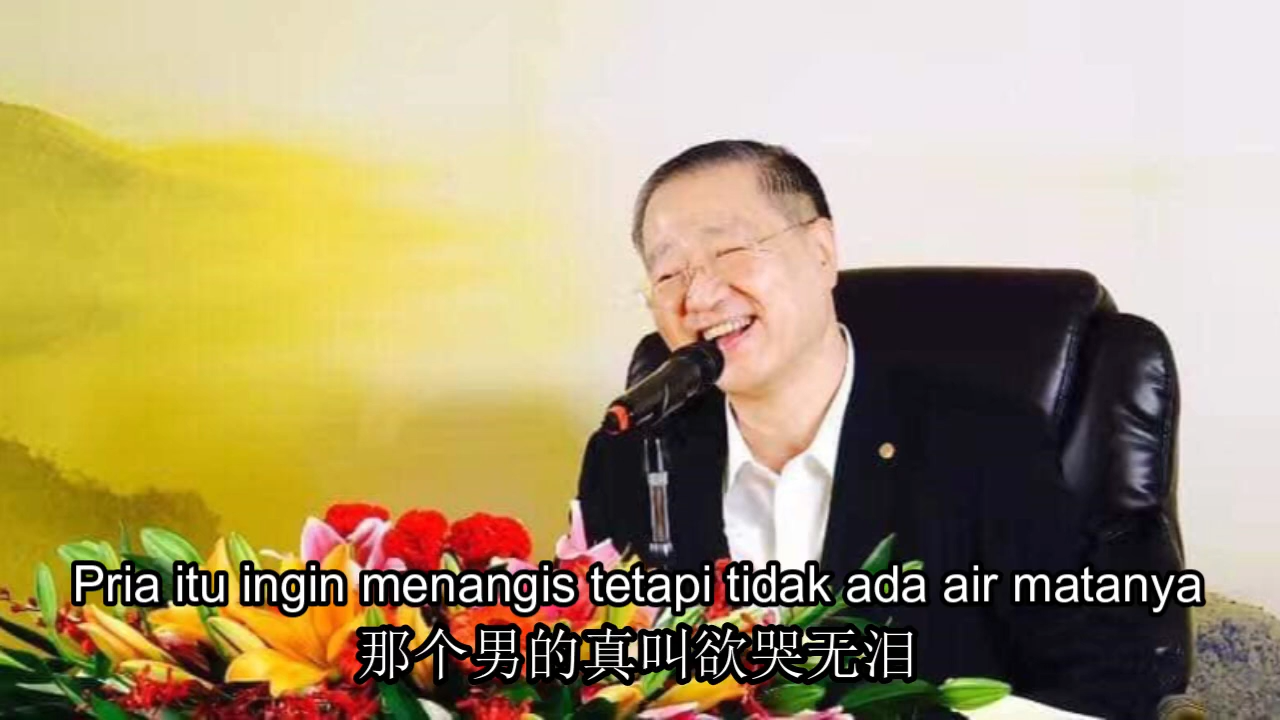 Pria itu ingin menangis tetapi tidak ada air matanya
那个男的真叫欲哭无泪